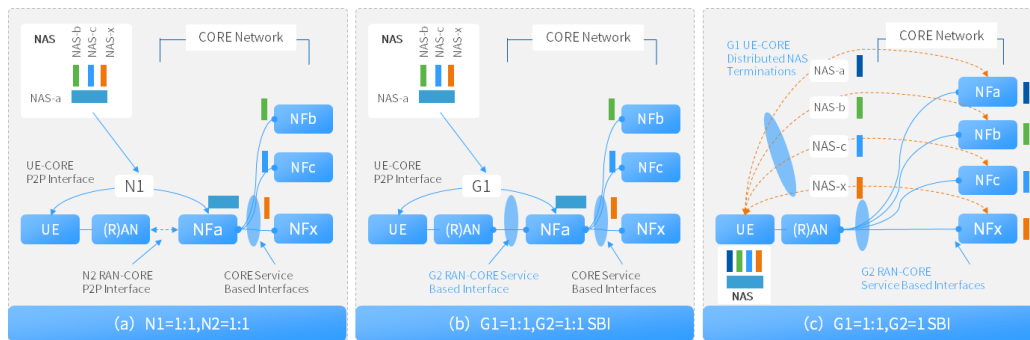 NAS
NAS-b
NAS-c
NAS-x
NAS-a
CORE Network
NFb
NFc
UE-CORE
P2P Interface
N1
UE
(R)AN
NFa
NFx
N2 RAN-CORE
P2P Interface
CORE Service
Based Interfaces
(a) N1=1:1,N2=1:1
NAS
NAS-b
NAS-c
NAS-x
NAS-a
CORE Network
NFb
NFc
UE-CORE
P2P Interface
G1
UE
(R)AN
NFa
NFx
G2 RAN-CORE Service
Based Interface
CORE Service
Based Interfaces
(b) G1=1:1,G2=1:1 SBI
G1 UE-CORE
Distributed NAS
Terminations
CORE Network
NAS-a
NFa
NAS-b
NFb
NAS-c
NFc
NAS-x
UE
(R)AN
NFx
NAS
G2 RAN-CORE
Service Based Interfaces
(c) G1=1:1,G2=1 SBI